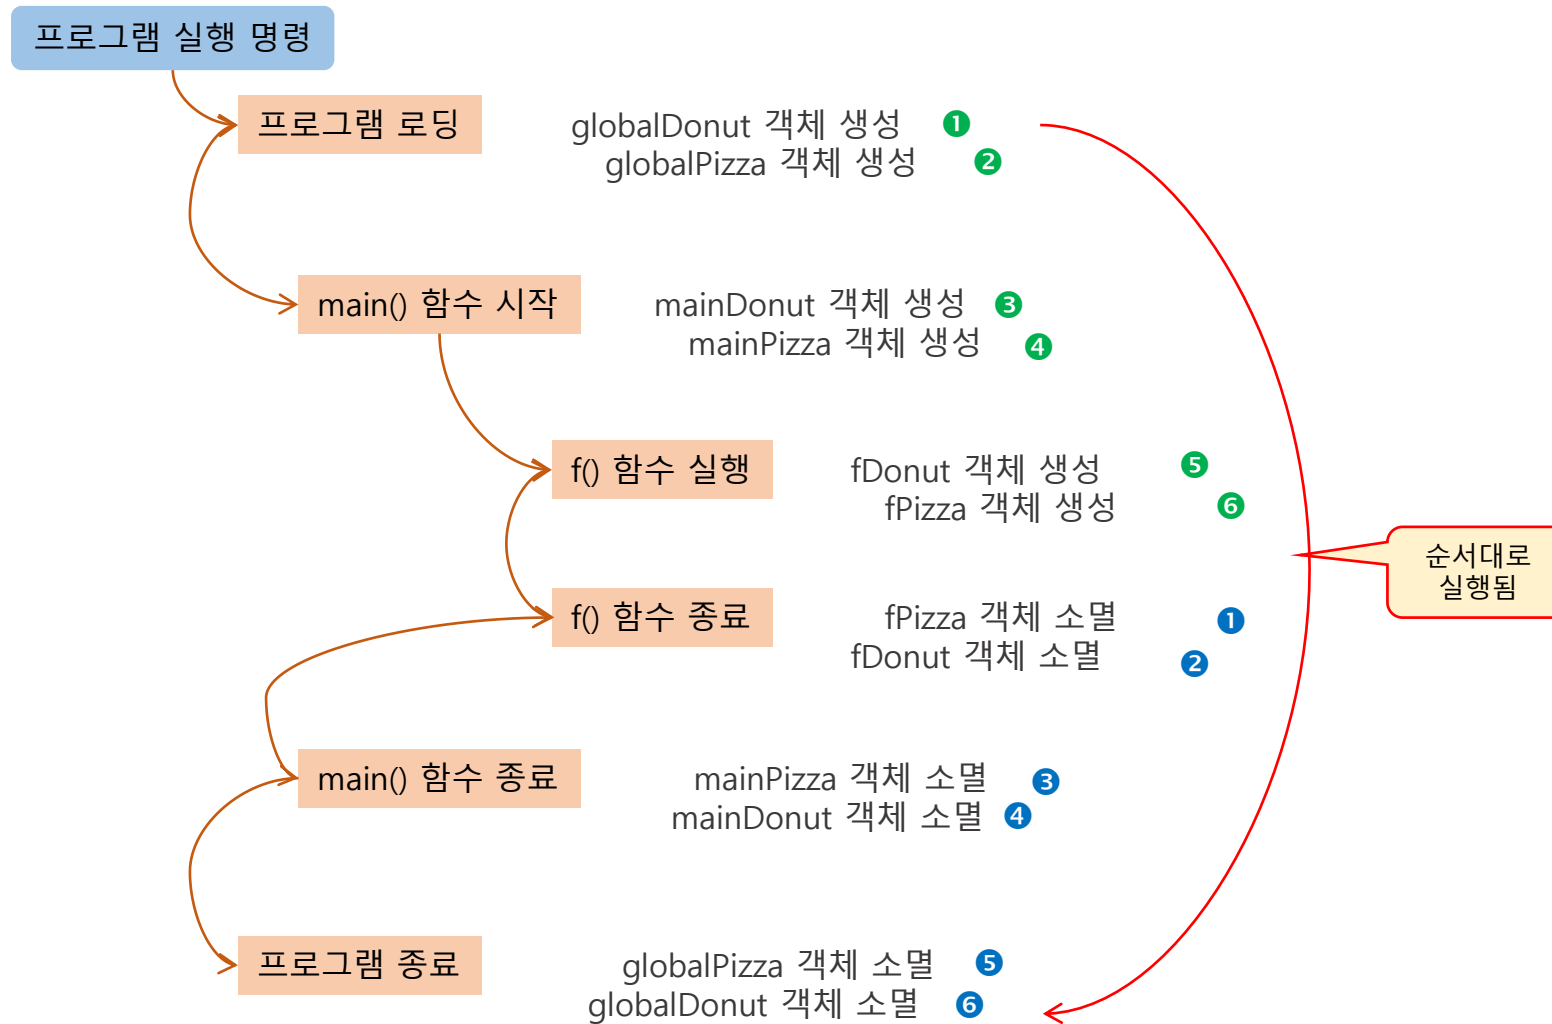 프로그램 실행 명령
프로그램 로딩
globalDonut 객체 생성 ❶
globalPizza 객체 생성 ❷
main() 함수 시작
mainDonut 객체 생성 ❸
mainPizza 객체 생성 ❹
f() 함수 실행
fDonut 객체 생성 ❺
fPizza 객체 생성 ❻
순서대로
실행됨
f() 함수 종료
fPizza 객체 소멸 ❶
fDonut 객체 소멸 ❷
main() 함수 종료
mainPizza 객체 소멸 ❸
mainDonut 객체 소멸 ❹
프로그램 종료
globalPizza 객체 소멸 ❺
globalDonut 객체 소멸 ❻